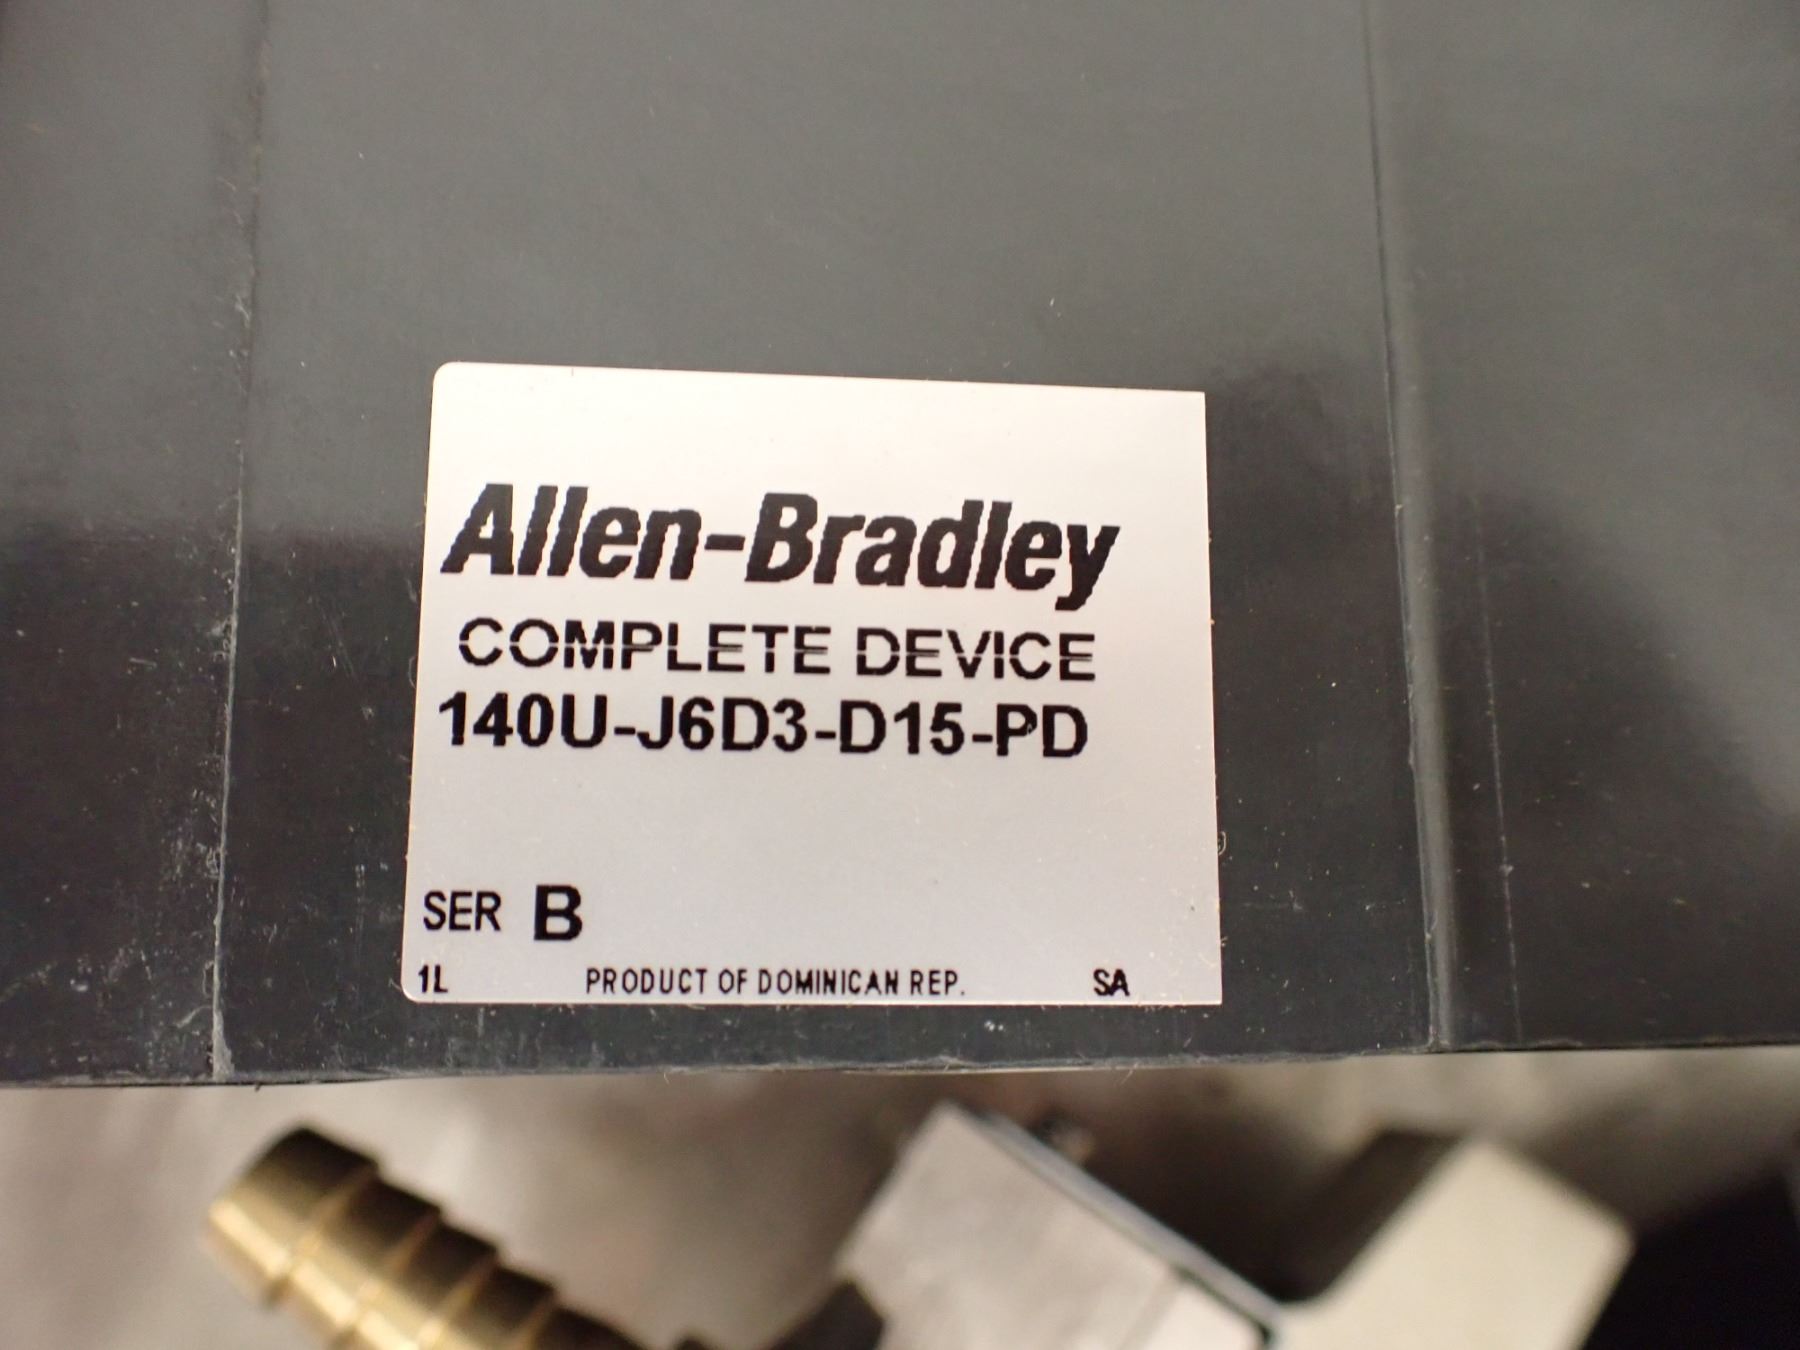 Allen-Bradley
COMPLETE DEVICE
140U-J6D3-D15-PD
SER B
1L PRODUCT OF DOMINICAN REP. SA